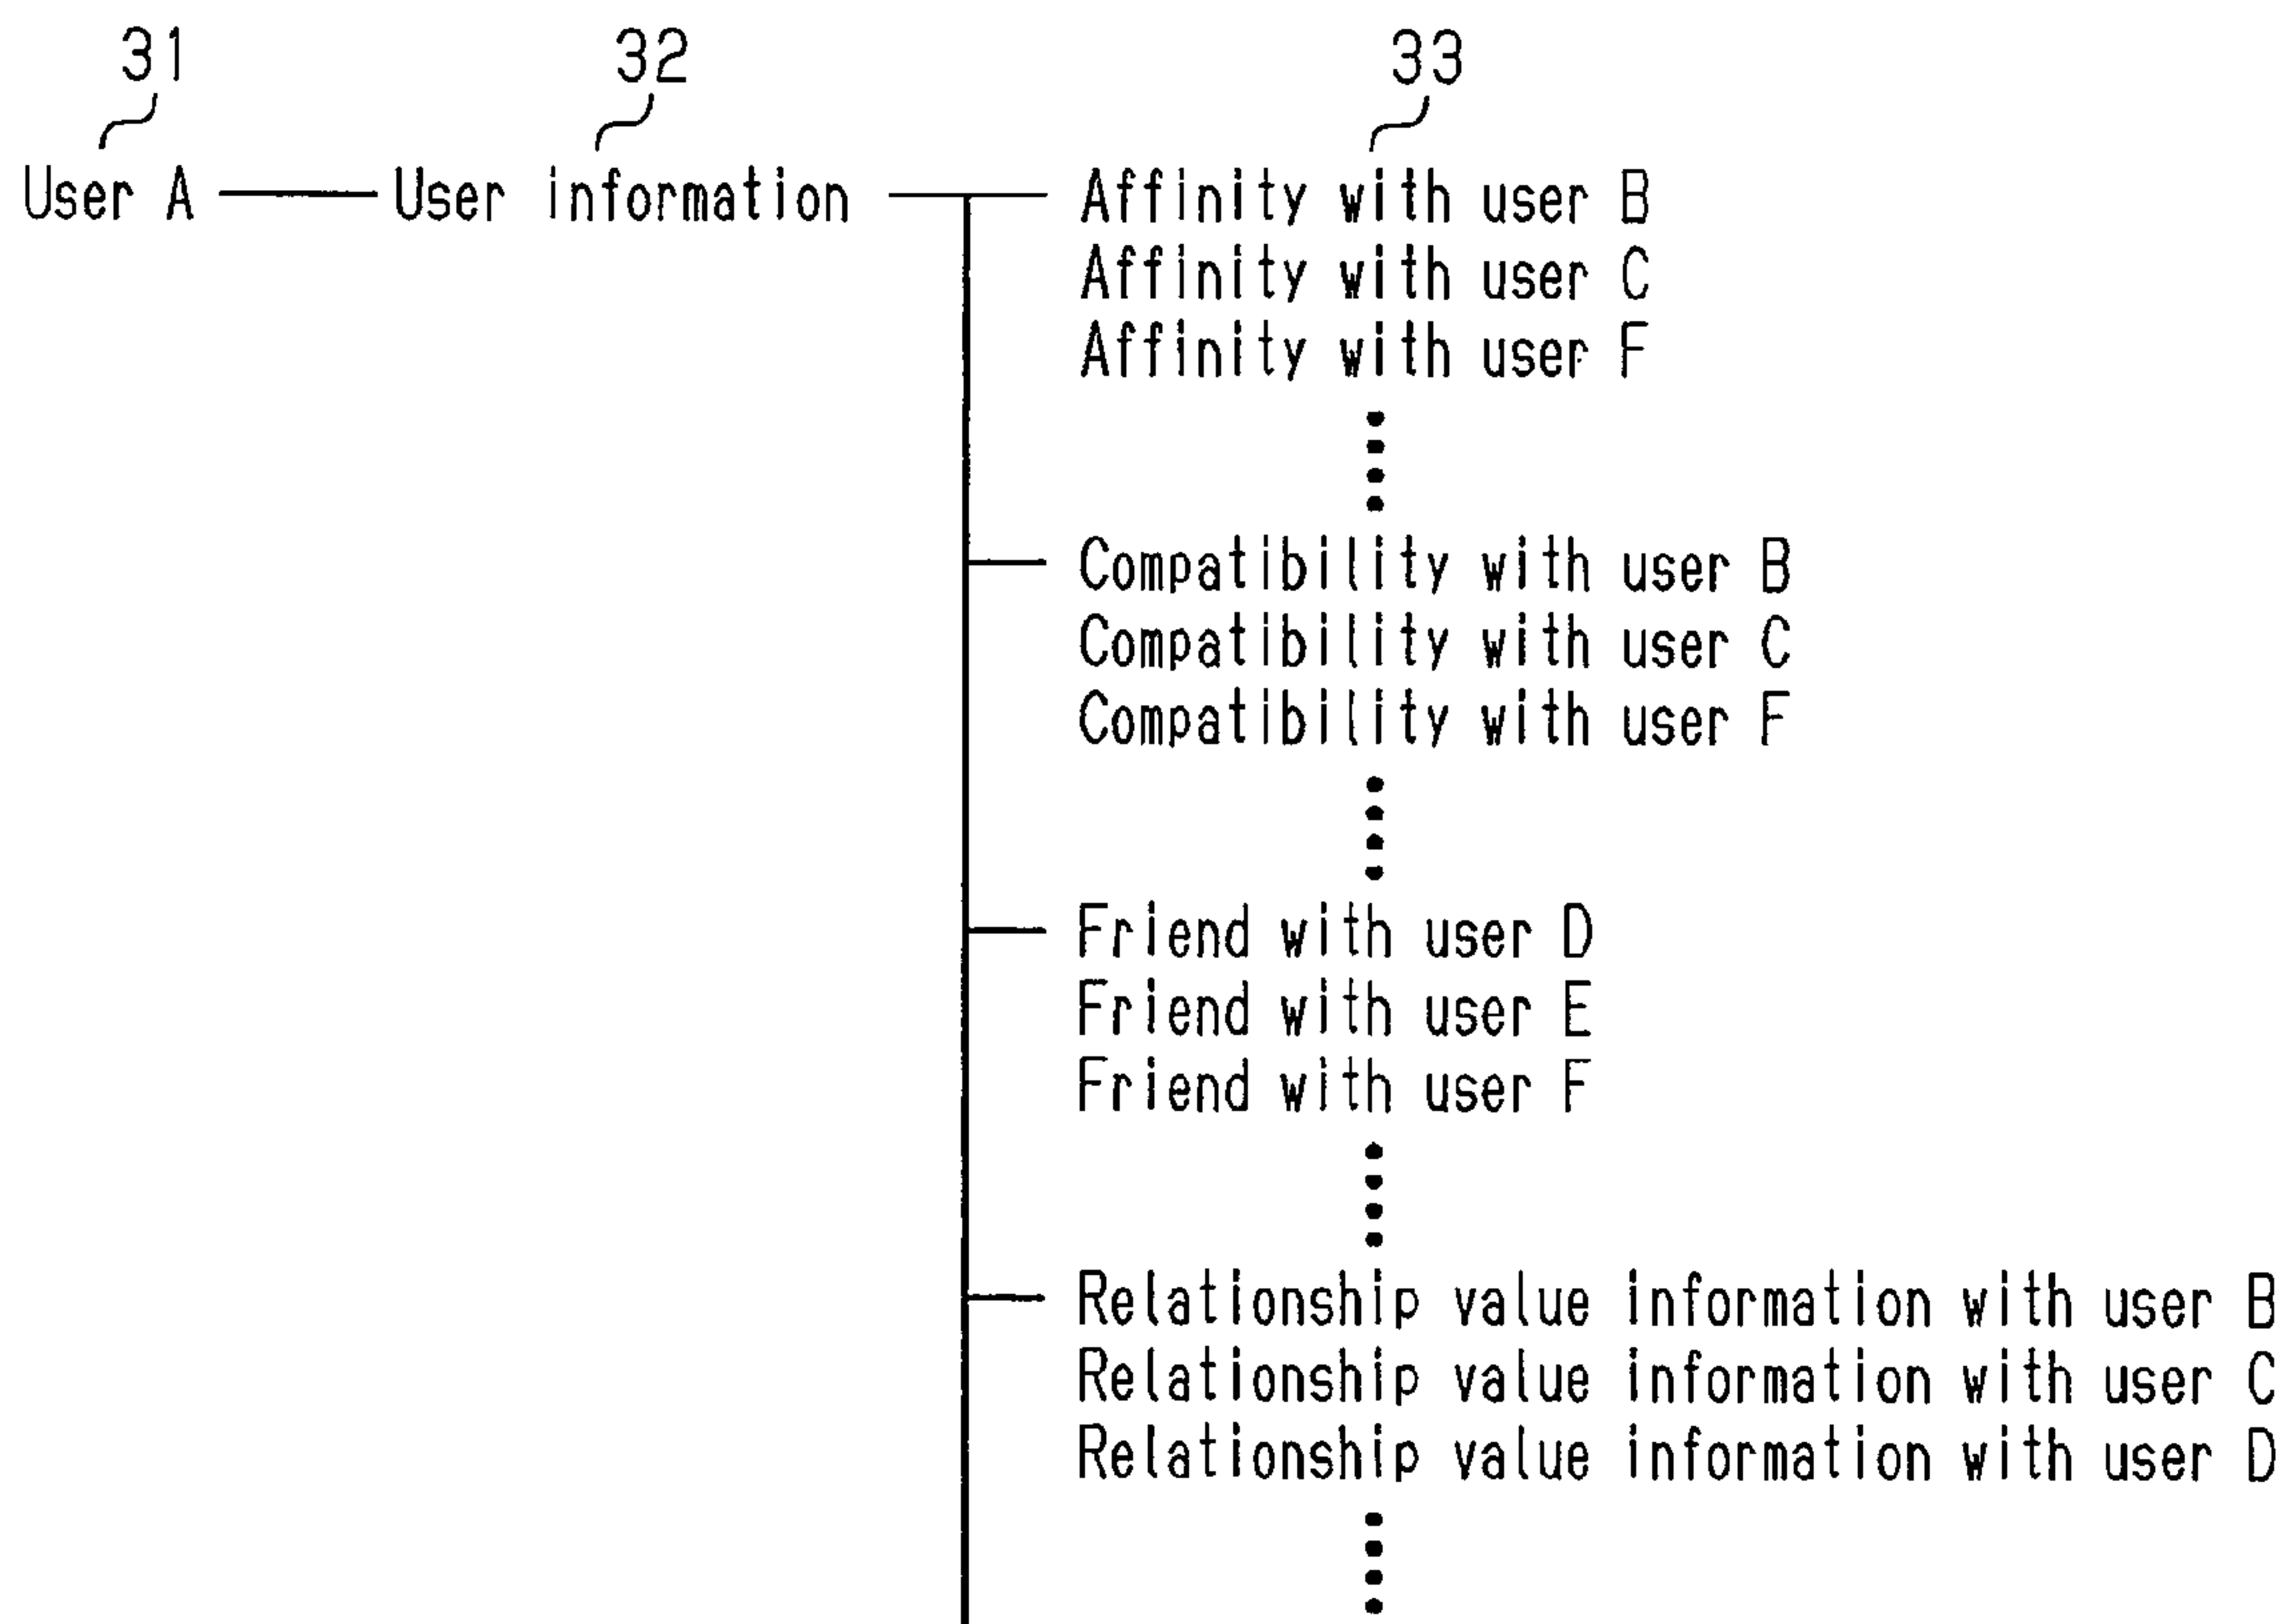 31 32 33
User A User information Affinity with user B
Affinity with user C
Affinity with user F
Compatibility with user B
Compatibility with user C
Compatibility with user F
Friend with user D
Friend with user E
Friend with user F
Relationship value information with user B
Relationship value information with user C
Relationship value information with user D